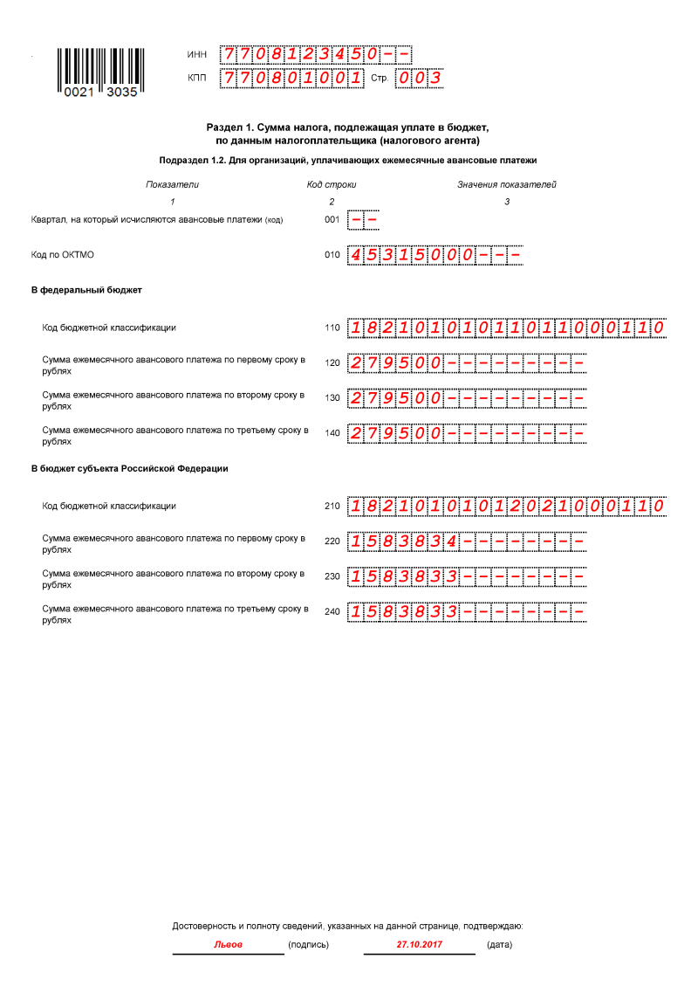 ИНН 7708123450--
0021 3035
КПП 770801001 Стр. 003
Раздел 1. Сумма налога, подлежащая уплате в бюджет,
по данным налогоплательщика (налогового агента)
Подраздел 1.2. Для организаций, уплачивающих ежемесячные авансовые платежи
Показатели Код строки Значения показателей
1 2 3
Квартал, на который исчисляются авансовые платежи (код) 001 --
Код по ОКТМО 010 45315000---
В федеральный бюджет
Код бюджетной классификации 110 18210101011011000110
Сумма ежемесячного авансового платежа по первому сроку в
рублях 120 279500---------
Сумма ежемесячного авансового платежа по второму сроку в
рублях 130 279500---------
Сумма ежемесячного авансового платежа по третьему сроку в
рублях 140 279500---------
В бюджет субъекта Российской Федерации
Код бюджетной классификации 210 18210101012021000110
Сумма ежемесячного авансового платежа по первому сроку в
рублях 220 1583834--------
Сумма ежемесячного авансового платежа по второму сроку в
рублях 230 1583833--------
Сумма ежемесячного авансового платежа по третьему сроку в
рублях 240 1583833--------
Достоверность и полноту сведений, указанных на данной странице, подтверждаю:
Львов (подпись) 27.10.2017 (дата)